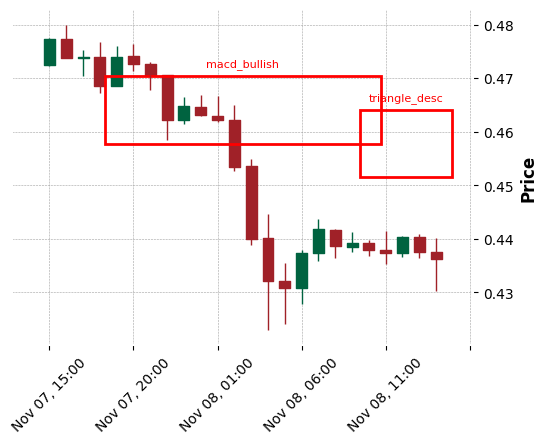 0.48
macd_bullish
0.47
triangle_desc
0.46
0.45
Price
0.44
0.43
Nov 07, 15:00
Nov 07, 20:00
Nov 08, 01:00
Nov 08, 06:00
Nov 08, 11:00